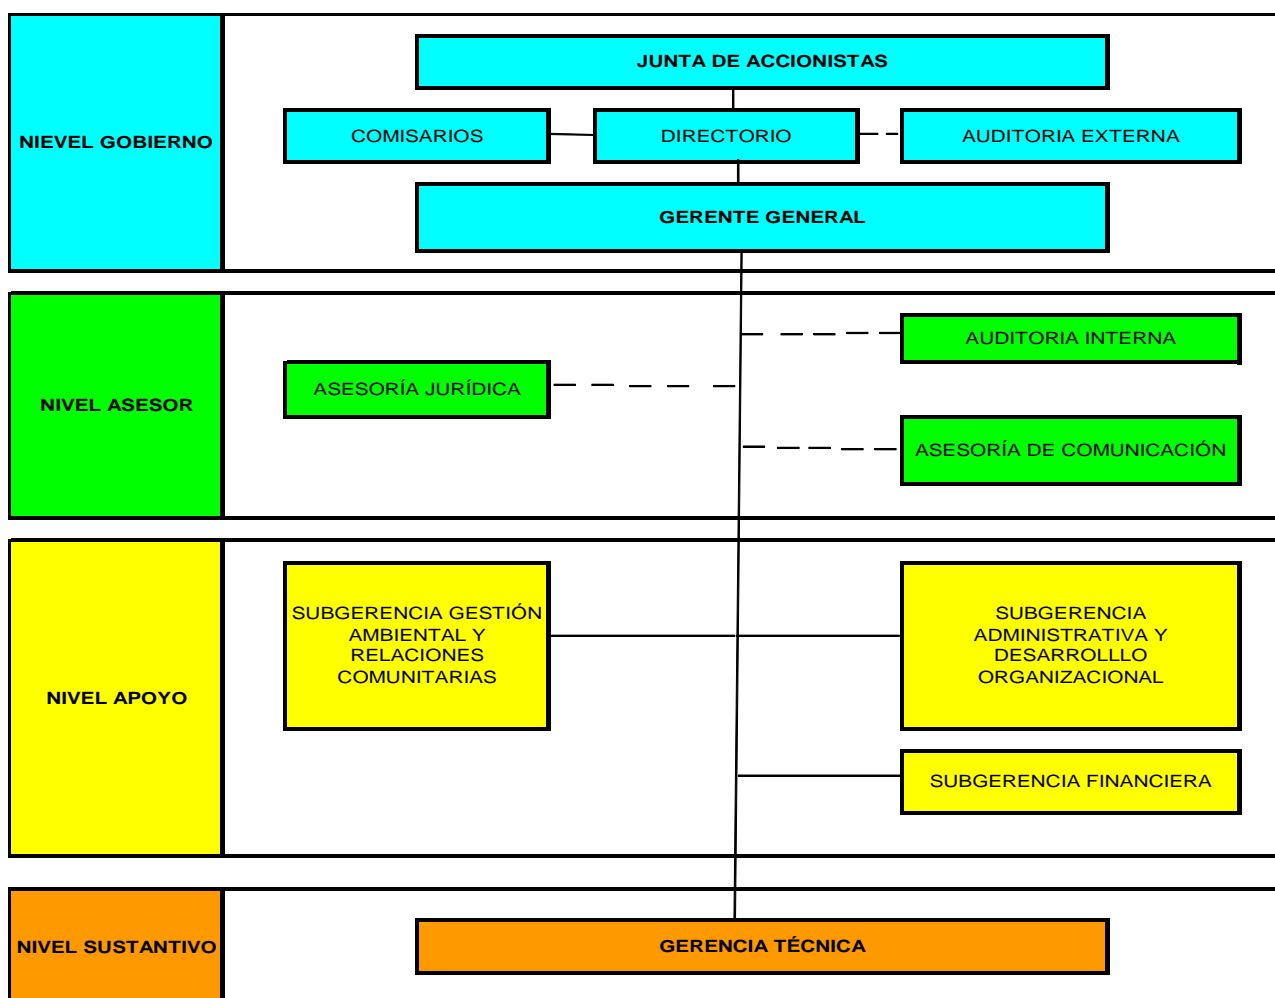 JUNTA DE ACCIONISTAS
NIEVEL GOBIERNO
COMISARIOS
DIRECTORIO
AUDITORIA EXTERNA
GERENTE GENERAL
NIVEL ASESOR
AUDITORIA INTERNA
ASESORÍA JURÍDICA
ASESORÍA DE COMUNICACIÓN
NIVEL APOYO
SUBGERENCIA GESTIÓN
AMBIENTAL Y
RELACIONES
COMUNITARIAS
SUBGERENCIA
ADMINISTRATIVA Y
DESARROLLLO
ORGANIZACIONAL
SUBGERENCIA FINANCIERA
NIVEL SUSTANTIVO
GERENCIA TÉCNICA